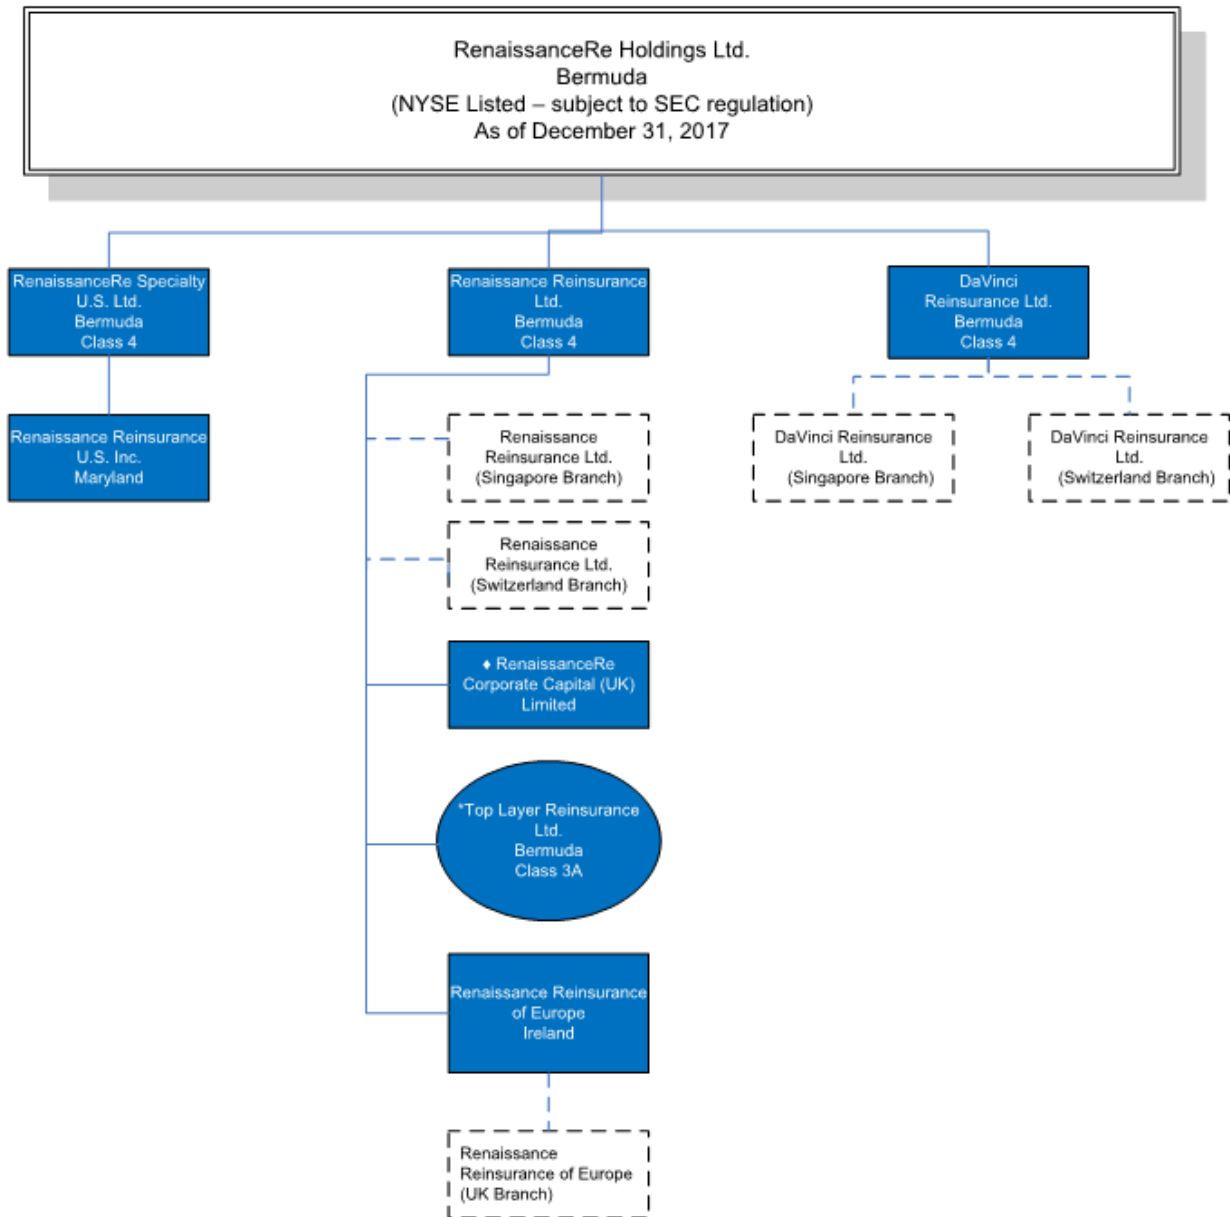 RenaissanceRe Holdings Ltd.
Bermuda
(NYSE Listed – subject to SEC regulation)
As of December 31, 2017
RenaissanceRe Specialty
U.S. Ltd.
Bermuda
Class 4
Renaissance Reinsurance
Ltd.
Bermuda
Class 4
DaVinci
Reinsurance Ltd.
Bermuda
Class 4
Renaissance Reinsurance
U.S. Inc.
Maryland
Renaissance
Reinsurance Ltd.
(Singapore Branch)
DaVinci Reinsurance
Ltd.
(Singapore Branch)
DaVinci Reinsurance
Ltd.
(Switzerland Branch)
Renaissance
Reinsurance Ltd.
(Switzerland Branch)
♦ RenaissanceRe
Corporate Capital (UK)
Limited
*Top Layer Reinsurance
Ltd.
Bermuda
Class 3A
Renaissance Reinsurance
of Europe
Ireland
Renaissance
Reinsurance of Europe
(UK Branch)